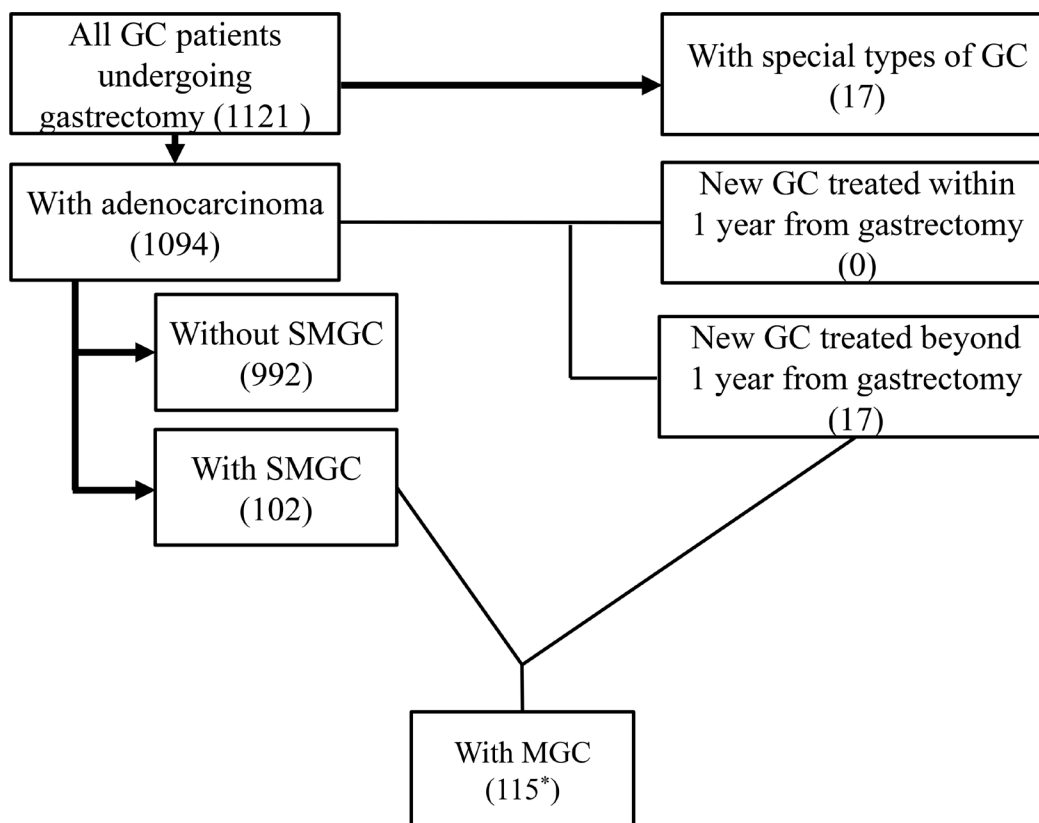 All GC patients
undergoing
gastrectomy (1121 )
With special types of GC
(17)
With adenocarcinoma
(1094)
New GC treated within
1 year from gastrectomy
(0)
Without SMGC
(992)
New GC treated beyond
1 year from gastrectomy
(17)
With SMGC
(102)
With MGC
(115*)